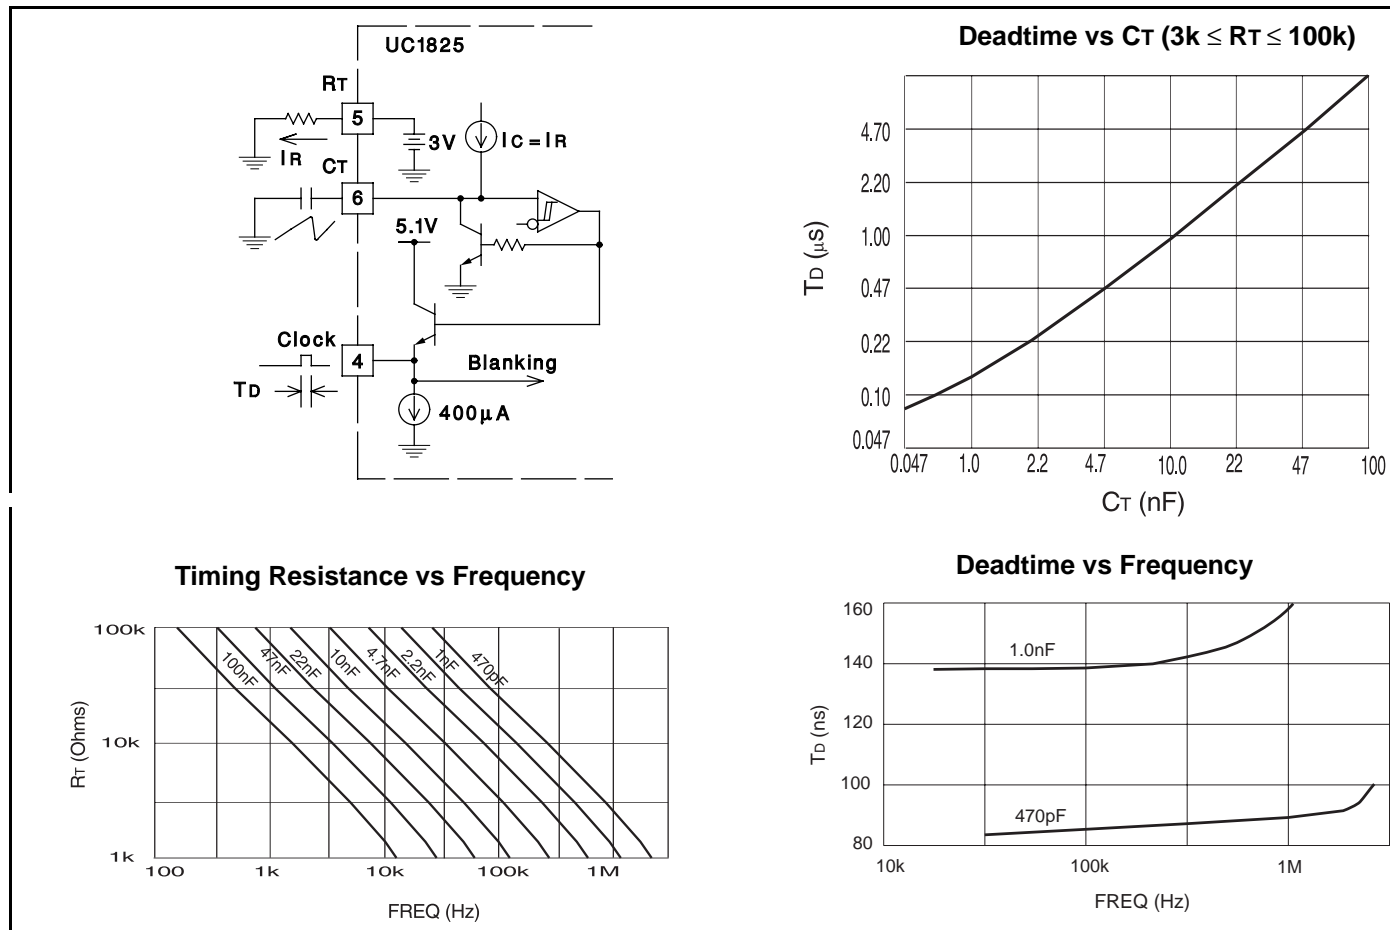 UC1825
RT
5
IR
3V
IC=IR
CT
6
5.1V
Clock
4
Blanking
TD
400µA
Deadtime vs CT (3k ≤ RT ≤ 100k)
TD (µs)
4.70
2.20
1.00
0.47
0.22
0.10
0.047
0.047 1.0 2.2 4.7 10.0 22 47 100
CT (nF)
Timing Resistance vs Frequency
RT (Ohms)
100k
10k
1k
100nF 47nF 22nF 10nF 4.7nF 2.2nF 1nF 470pF
100 1k 10k 100k 1M
FREQ (Hz)
Deadtime vs Frequency
TD (ns)
160
140
120
100
80
1.0nF
470pF
10k 100k 1M
FREQ (Hz)